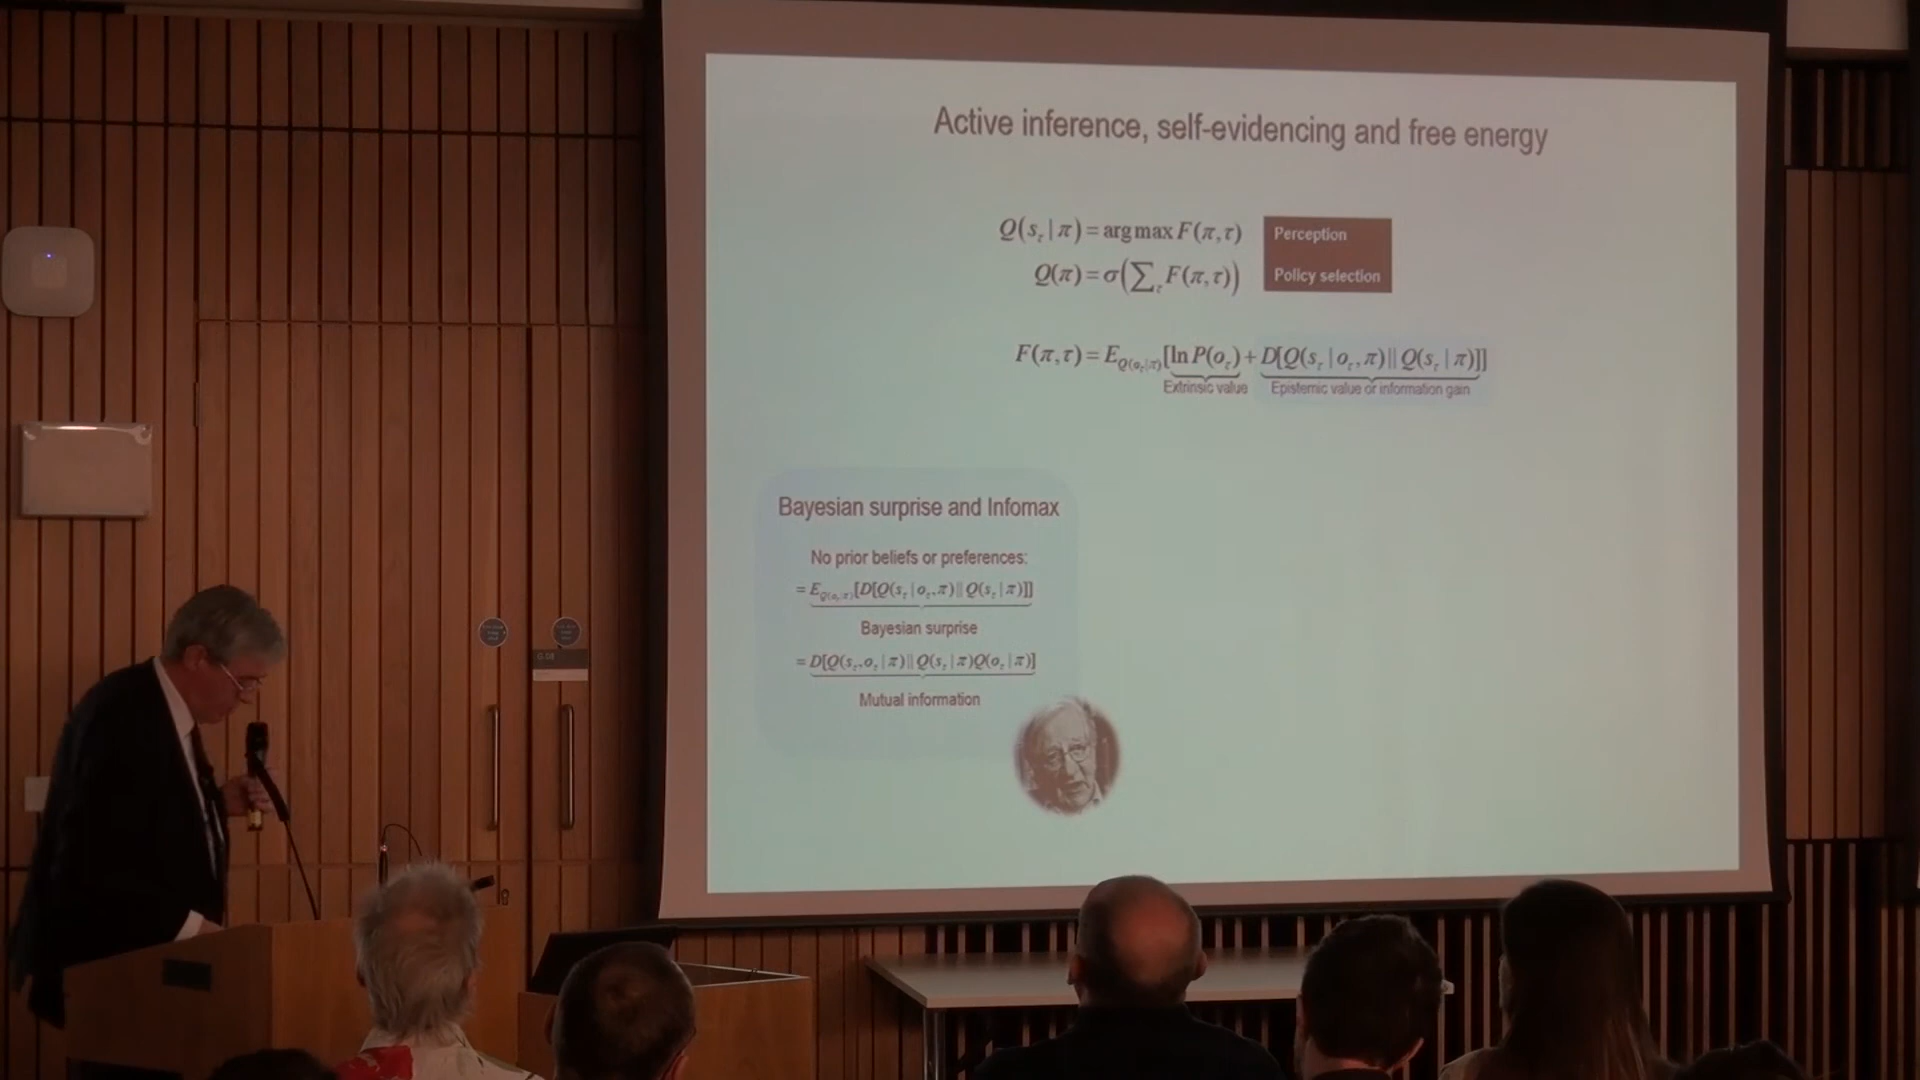 Active inference, self-evidencing and free energy
Q(s_τ | π) = arg max F(π, τ)
Perception
Q(π) = σ(∑_τ F(π, τ))
Policy selection
F(π, τ) = E_{Q(o_τ|π)}[ln P(o_τ) + D[Q(s_τ | o_τ, π) || Q(s_τ | π)]]
Extrinsic value
Epistemic value or information gain
Bayesian surprise and Infomax
No prior beliefs or preferences:
= E_{Q(o_τ|π)}[D[Q(s_τ | o_τ, π) || Q(s_τ | π)]]
Bayesian surprise
= D[Q(s_τ, o_τ | π) || Q(s_τ | π)Q(o_τ | π)]
Mutual information